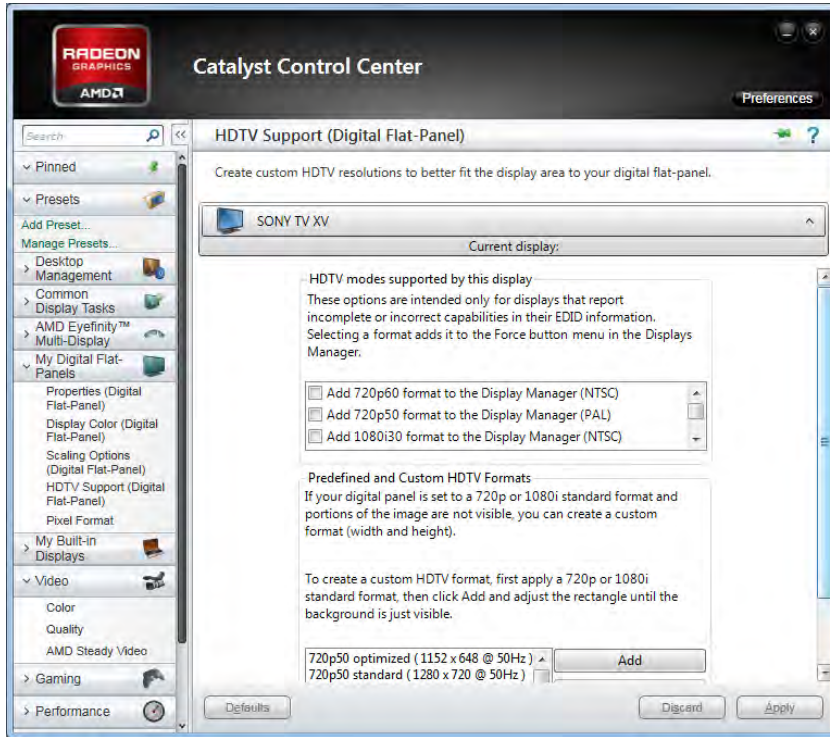 RADEON
GRAPHICS
AMD
Catalyst Control Center
Preferences
Search
<<
HDTV Support (Digital Flat-Panel)
?
Pinned
Presets
Add Preset...
Manage Presets...
Desktop
Management
Common
Display Tasks
AMD Eyefinity™
Multi-Display
My Digital Flat-
Panels
Properties (Digital
Flat-Panel)
Display Color (Digital
Flat-Panel)
Scaling Options
(Digital Flat-Panel)
HDTV Support (Digital
Flat-Panel)
Pixel Format
My Built-in
Displays
Video
Color
Quality
AMD Steady Video
Gaming
Performance
Create custom HDTV resolutions to better fit the display area to your digital flat-panel.
SONY TV XV
Current display:
HDTV modes supported by this display
These options are intended only for displays that report
incomplete or incorrect capabilities in their EDID information.
Selecting a format adds it to the Force button menu in the Displays
Manager.
Add 720p60 format to the Display Manager (NTSC)
Add 720p50 format to the Display Manager (PAL)
Add 1080i30 format to the Display Manager (NTSC)
Predefined and Custom HDTV Formats
If your digital panel is set to a 720p or 1080i standard format and
portions of the image are not visible, you can create a custom
format (width and height).
To create a custom HDTV format, first apply a 720p or 1080i
standard format, then click Add and adjust the rectangle until the
background is just visible.
720p50 optimized (1152 x 648 @ 50Hz)
720p50 standard (1280 x 720 @ 50Hz)
Add
Defaults
Discard
Apply